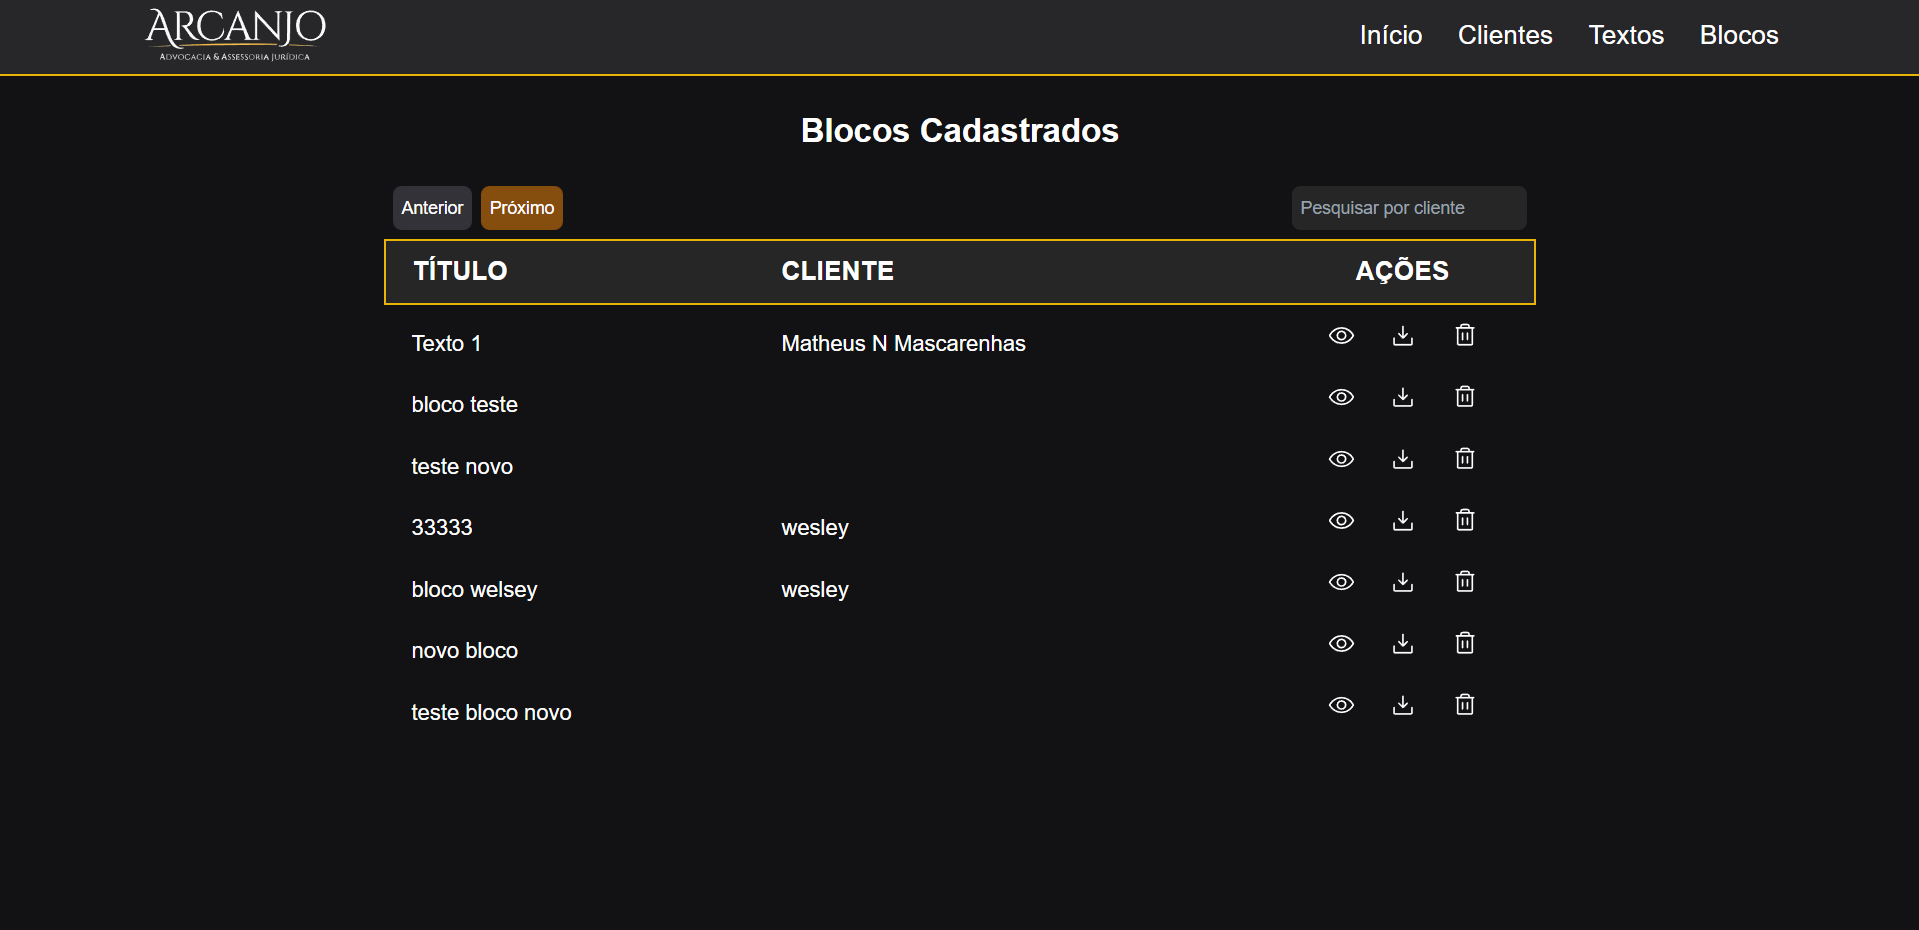 ARCANJO
ADVOCACIA & ASSESSORIA JURÍDICA
Início Clientes Textos Blocos
Blocos Cadastrados
Anterior Próximo Pesquisar por cliente
TÍTULO CLIENTE AÇÕES
Texto 1 Matheus N Mascarenhas
bloco teste
teste novo
33333 wesley
bloco welsey wesley
novo bloco
teste bloco novo